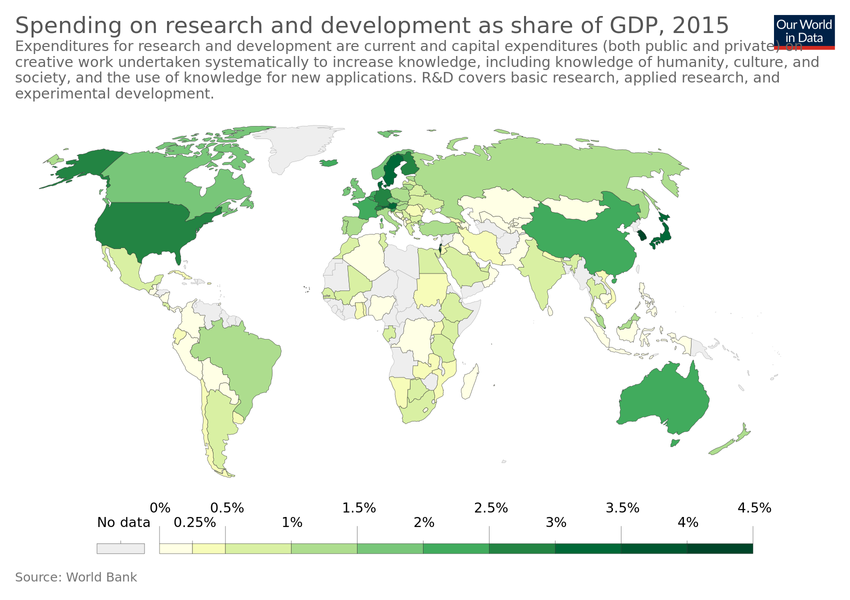 Spending on research and development as share of GDP, 2015
Our World
in Data
Expenditures for research and development are current and capital expenditures (both public and private) on
creative work undertaken systematically to increase knowledge, including knowledge of humanity, culture, and
society, and the use of knowledge for new applications. R&D covers basic research, applied research, and
experimental development.
0% 0.5% 1.5% 2.5% 3.5% 4.5%
No data 0.25% 1% 2% 3% 4%
Source: World Bank